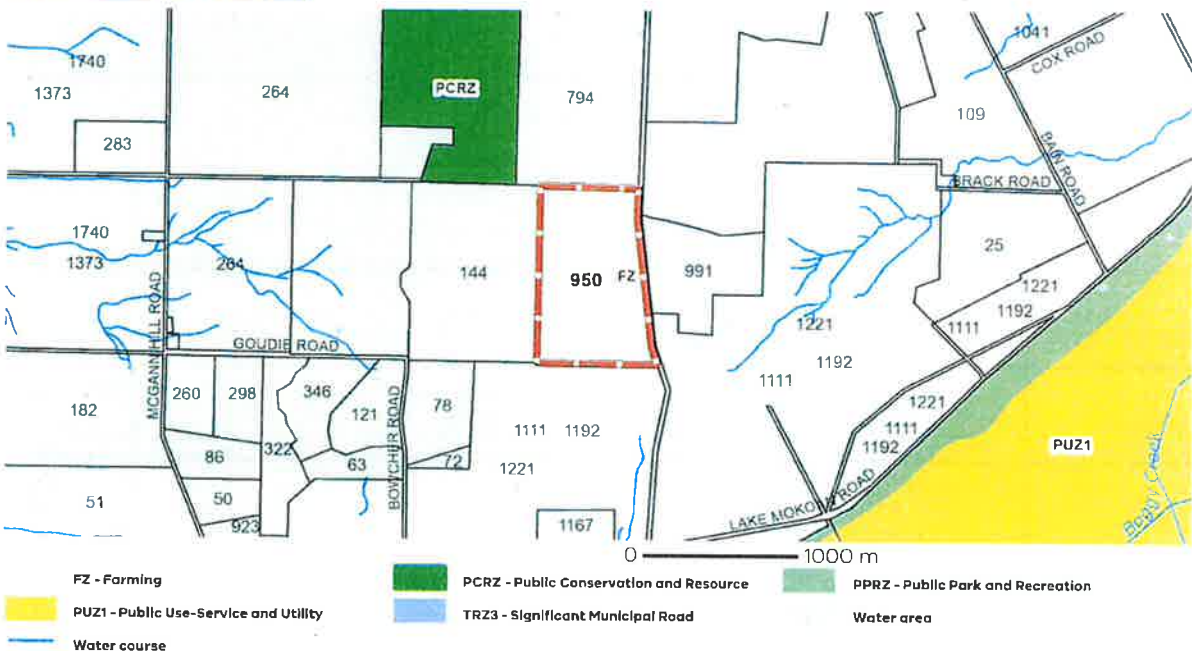 1740
1373
264
PCRZ
794
1041
COX ROAD
283
109
BAIN ROAD
BRACK ROAD
1740
1373
264
144
950
FZ
991
25
1221
1192
1111
1221
1192
1111
MCGANN HILL ROAD
GOUDIE ROAD
182
260
298
346
121
BOWCHER ROAD
78
1111 1192
1221
1221
1111
1192
322
86
63
72
51
50
923
1167
LAKE MOKOAN ROAD
PUZ1
Boggy Creek
0 1000 m
FZ - Farming
PCRZ - Public Conservation and Resource
PPRZ - Public Park and Recreation
PUZ1 - Public Use-Service and Utility
TRZ3 - Significant Municipal Road
Water area
Water course